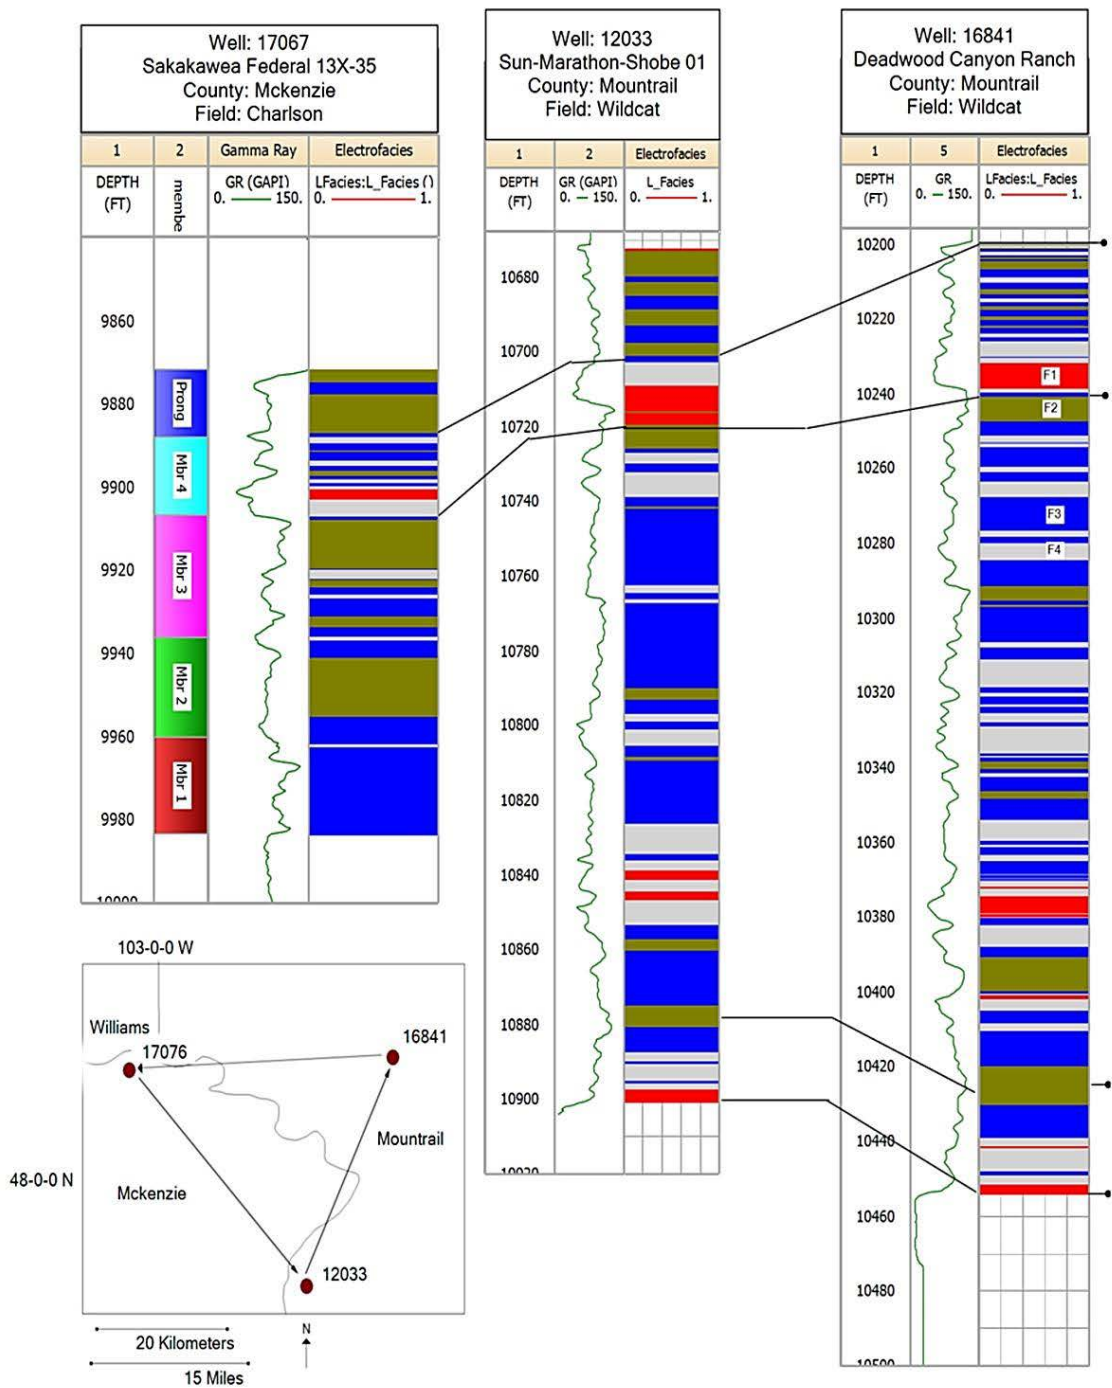 Well: 17067
Sakakawea Federal 13X-35
County: Mckenzie
Field: Charlson
1 2 Gamma Ray Electrofacies
DEPTH
(FT)
membe
GR (GAPI)
0. 150.
LFacies:L_Facies ()
0. 1.
9860
9880
9900
9920
9940
9960
9980
10000
Prong
Mbr 4
Mbr 3
Mbr 2
Mbr 1
Well: 12033
Sun-Marathon-Shobe 01
County: Mountrail
Field: Wildcat
1 2 Electrofacies
DEPTH
(FT)
GR (GAPI)
0. 150.
L_Facies
0. 1.
10680
10700
10720
10740
10760
10780
10800
10820
10840
10860
10880
10900
10920
Well: 16841
Deadwood Canyon Ranch
County: Mountrail
Field: Wildcat
1 5 Electrofacies
DEPTH
(FT)
GR
0. 150.
LFacies:L_Facies
0. 1.
10200
10220
10240
10260
10280
10300
10320
10340
10360
10380
10400
10420
10440
10460
10480
10500
F1
F2
F3
F4
103-0-0 W
Williams
17076
16841
Mountrail
48-0-0 N
Mckenzie
12033
20 Kilometers
15 Miles
N